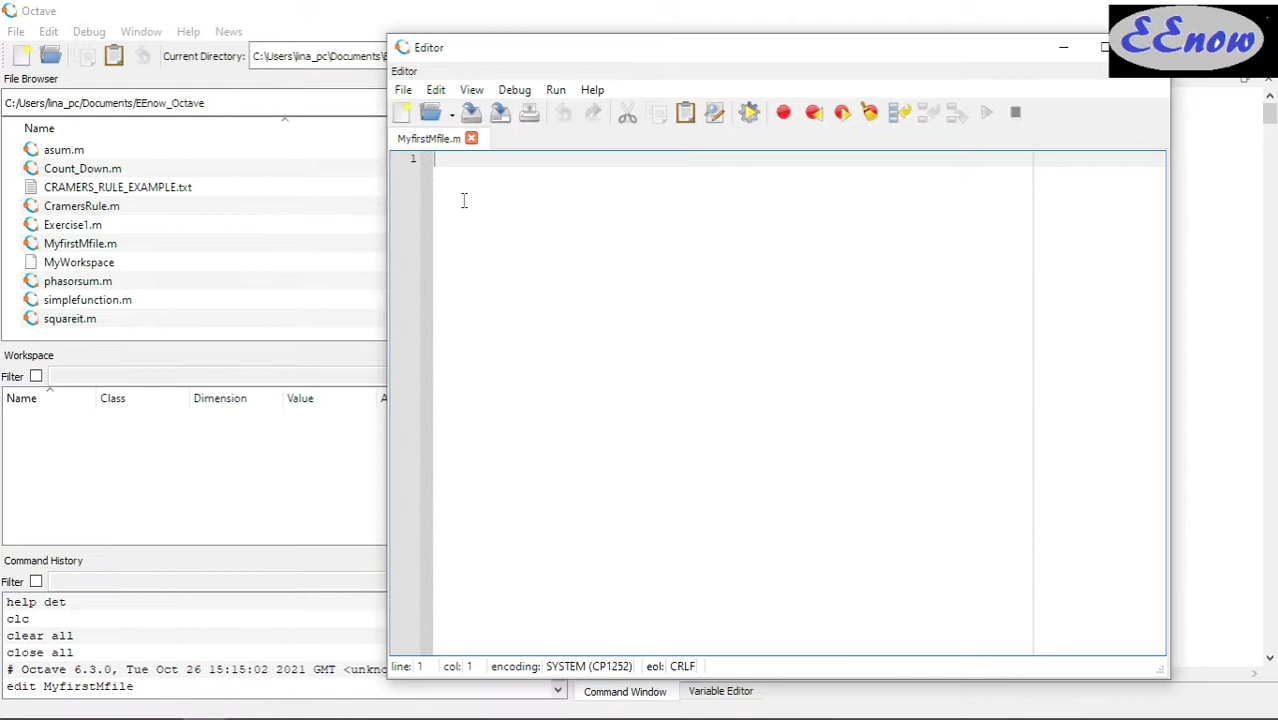 Octave
File Edit Debug Window Help News
Current Directory: C:\Users\lina_pc\Documents\
File Browser
C:/Users/lina_pc/Documents/EEnow_Octave
Name
asum.m
Count_Down.m
CRAMERS_RULE_EXAMPLE.txt
CramersRule.m
Exercise1.m
MyfirstMfile.m
MyWorkspace
phasorsum.m
simplefunction.m
squareit.m
Workspace
Filter
Name Class Dimension Value A
Command History
Filter
help det
clc
clear all
close all
# Octave 6.3.0, Tue Oct 26 15:15:02 2021 GMT <unkn
edit MyfirstMfile
EEnow
Editor
Editor
File Edit View Debug Run Help
MyfirstMfile.m
1
line: 1 col: 1 encoding: SYSTEM (CP1252) eol: CRLF
Command Window Variable Editor